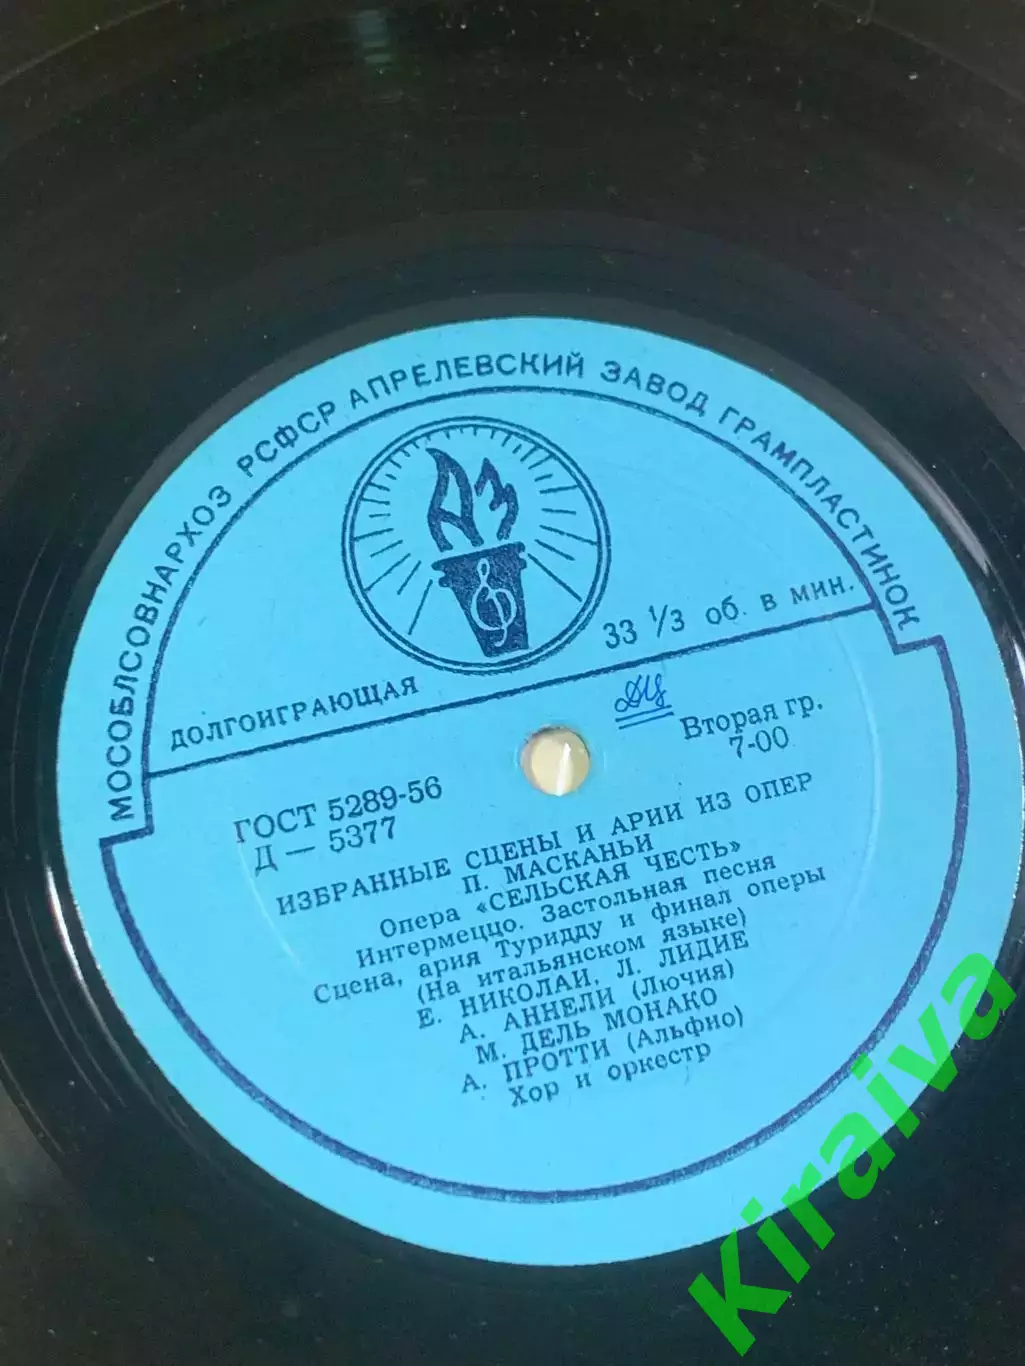 МОСОБЛСОВНАРХОЗ РСФСР АПРЕЛЕВСКИЙ ЗАВОД ГРАМПЛАСТИНОК
АЗ
ДОЛГОИГРАЮЩАЯ
33 1/3 об. в мин.
ДЦ
Вторая гр.
7-00
ГОСТ 5289-56
Д — 5377
ИЗБРАННЫЕ СЦЕНЫ И АРИИ ИЗ ОПЕР
П. МАСКАНЬИ
Опера «СЕЛЬСКАЯ ЧЕСТЬ»
Интермеццо. Застольная песня
Сцена, ария Туридду и финал оперы
(На итальянском языке)
Е. НИКОЛАИ, Л. ЛИДИЕ
А. АННЕЛИ (Лючия)
М. ДЕЛЬ МОНАКО
А. ПРОТТИ (Альфио)
Хор и оркестр
Kiraiva